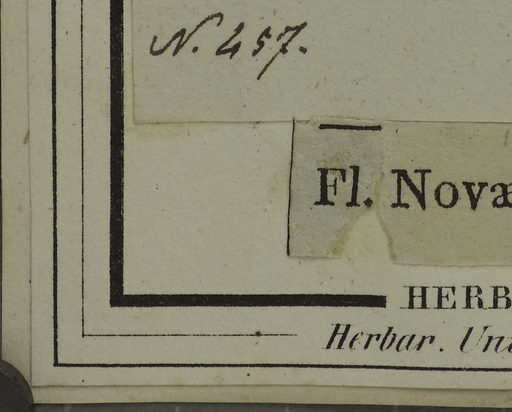 N. 457.
Fl. Novæ
HERB
Herbar. Uni